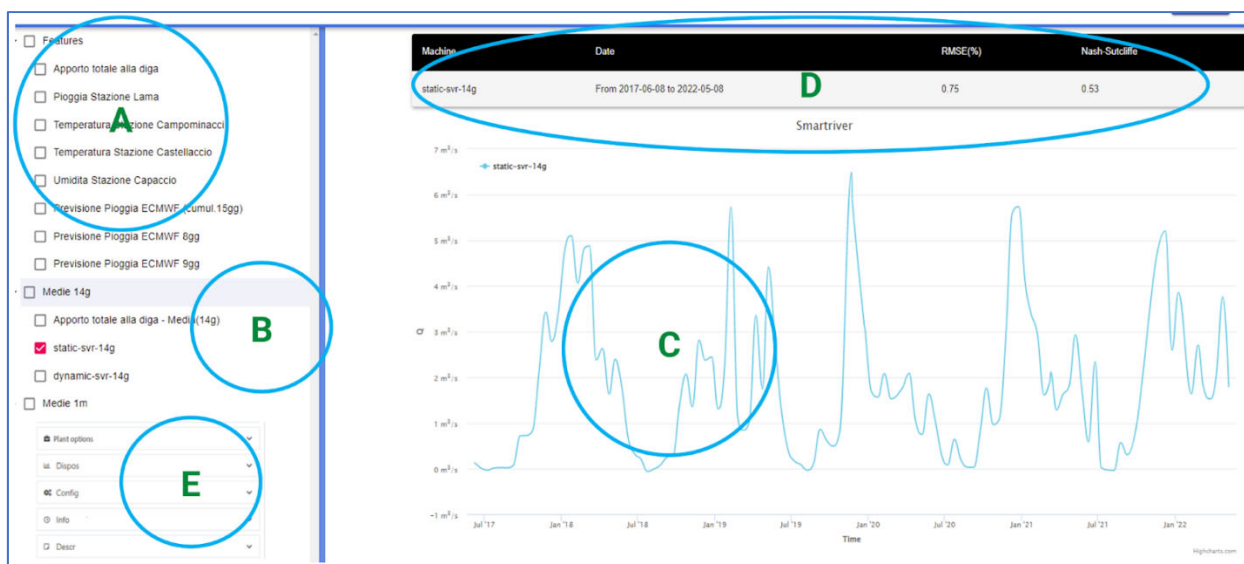 Features
Apporto totale alla diga
Pioggia Stazione Lama
A
Temperatura Stazione Campominacci
Temperatura Stazione Castellaccio
Umidita Stazione Capaccio
Previsione Pioggia ECMWF (cumul.15gg)
Previsione Pioggia ECMWF 8gg
Previsione Pioggia ECMWF 9gg
Medie 14g
Apporto totale alla diga - Media(14g)
B
static-svr-14g
dynamic-svr-14g
Medie 1m
Plant options
Dispos
E
Config
Info
Descr
Machine Date RMSE(%) Nash-Sutcliffe
D
static-svr-14g From 2017-06-08 to 2022-05-08 0.75 0.53
Smartriver
static-svr-14g
7 m³/s
6 m³/s
5 m³/s
4 m³/s
3 m³/s
2 m³/s
1 m³/s
0 m³/s
-1 m³/s
Q
C
Jul '17 Jan '18 Jul '18 Jan '19 Jul '19 Jan '20 Jul '20 Jan '21 Jul '21 Jan '22
Time
Highcharts.com